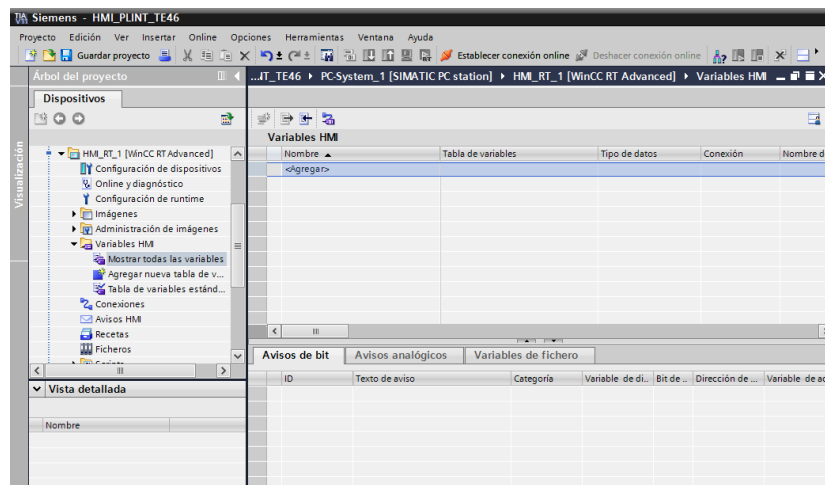 Siemens - HMI_PLINT_TE46
Proyecto Edición Ver Insertar Online Opciones Herramientas Ventana Ayuda
Guardar proyecto Establecer conexión online Deshacer conexión online
Árbol del proyecto
...IT_TE46 PC-System_1 [SIMATIC PC station] HMI_RT_1 [WinCC RT Advanced] Variables HMI
Dispositivos
Visualización
HMI_RT_1 [WinCC RT Advanced]
Configuración de dispositivos
Online y diagnóstico
Configuración de runtime
Imágenes
Administración de imágenes
Variables HMI
Mostrar todas las variables
Agregar nueva tabla de v...
Tabla de variables estánd...
Conexiones
Avisos HMI
Recetas
Ficheros
Variables HMI
Nombre Tabla de variables Tipo de datos Conexión Nombre d
<Agregar>
Avisos de bit Avisos analógicos Variables de fichero
ID Texto de aviso Categoría Variable de di.. Bit de .. Dirección de ... Variable de ac
Vista detallada
Nombre